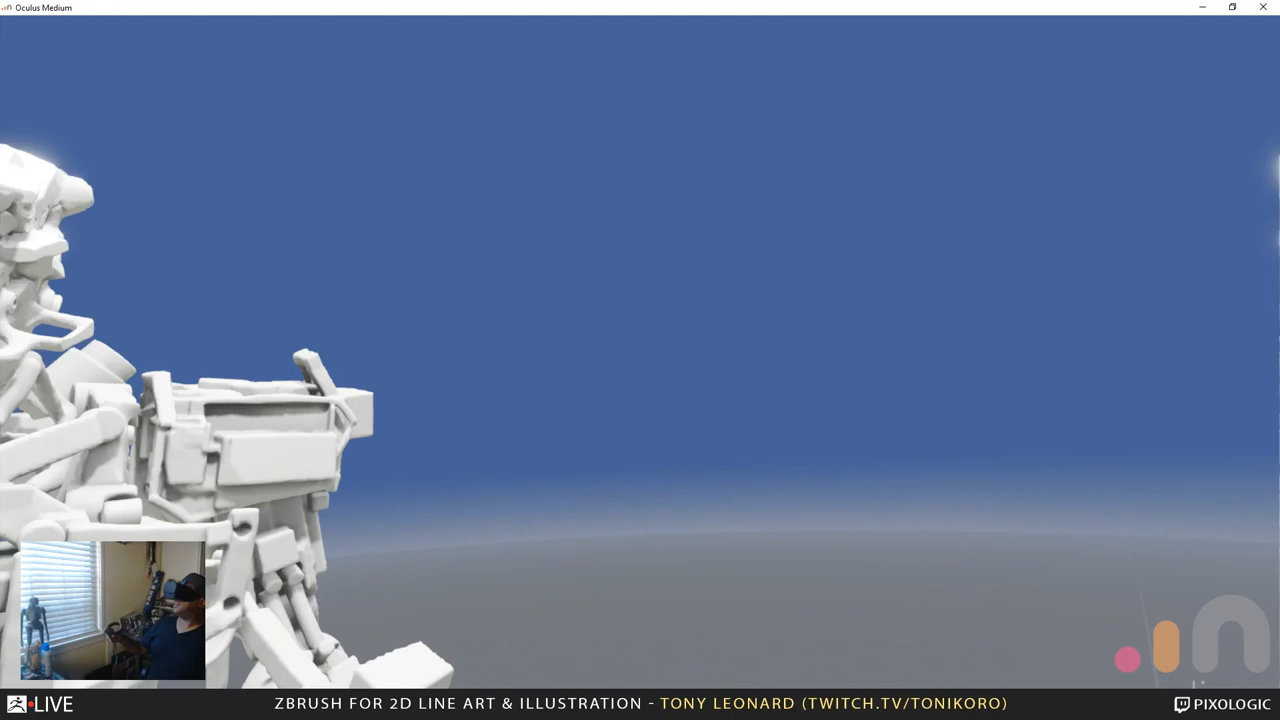 Oculus Medium
LIVE
ZBRUSH FOR 2D LINE ART & ILLUSTRATION - TONY LEONARD (TWITCH.TV/TONIKORO)
PIXOLOGIC